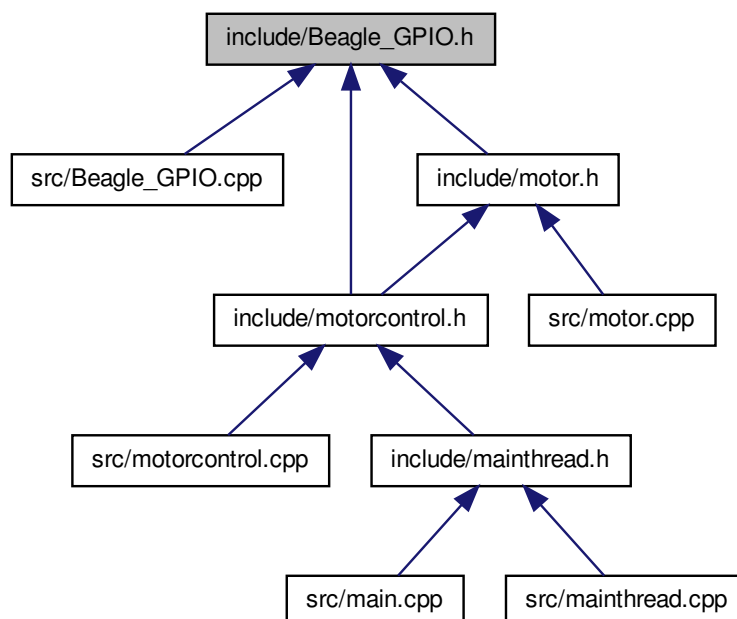 include/Beagle_GPIO.h
src/Beagle_GPIO.cpp
include/motor.h
include/motorcontrol.h
src/motor.cpp
src/motorcontrol.cpp
include/mainthread.h
src/main.cpp
src/mainthread.cpp